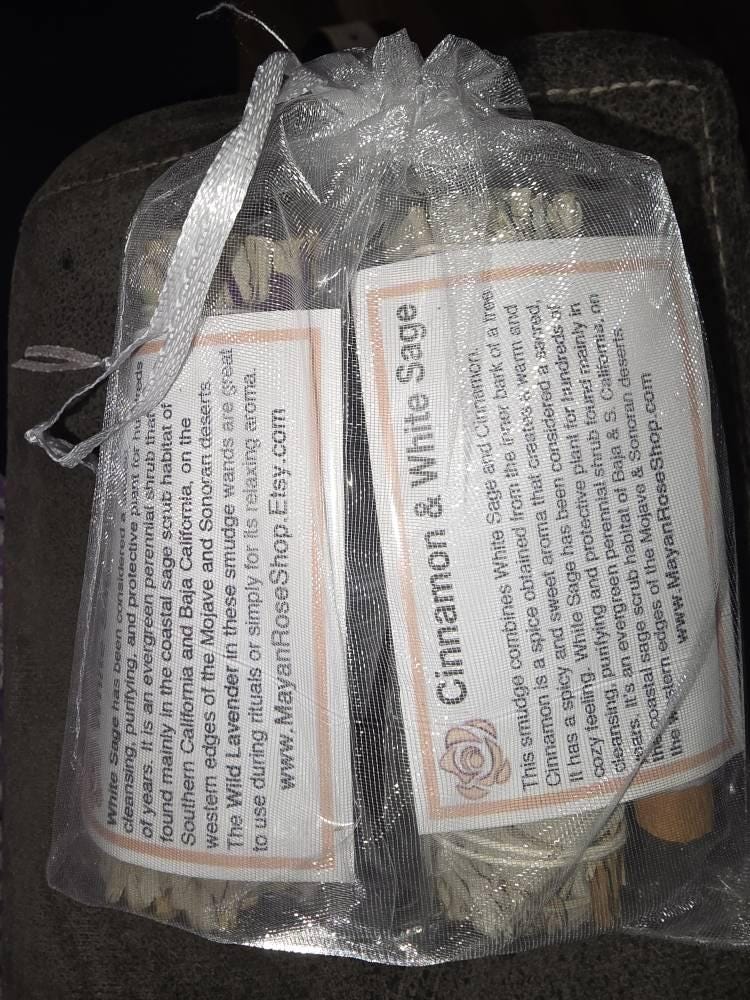 White Sage has been considered a
cleansing, purifying, and protective plant for hundreds
of years. It is an evergreen perennial shrub that
found mainly in the coastal sage scrub habitat of
Southern California and Baja California, on the
western edges of the Mojave and Sonoran deserts.
The Wild Lavender in these smudge wands are great
to use during rituals or simply for its relaxing aroma.
www.MayanRoseShop.Etsy.com
Cinnamon & White Sage
This smudge combines White Sage and Cinnamon.
Cinnamon is a spice obtained from the inner bark of a tree.
It has a spicy and sweet aroma that creates a warm and
cozy feeling. White Sage has been considered a sacred,
cleansing, purifying and protective plant for hundreds of
years. It's an evergreen perennial shrub found mainly in
the coastal sage scrub habitat of Baja & S. California, on
the western edges of the Mojave & Sonoran deserts.
www.MayanRoseShop.com